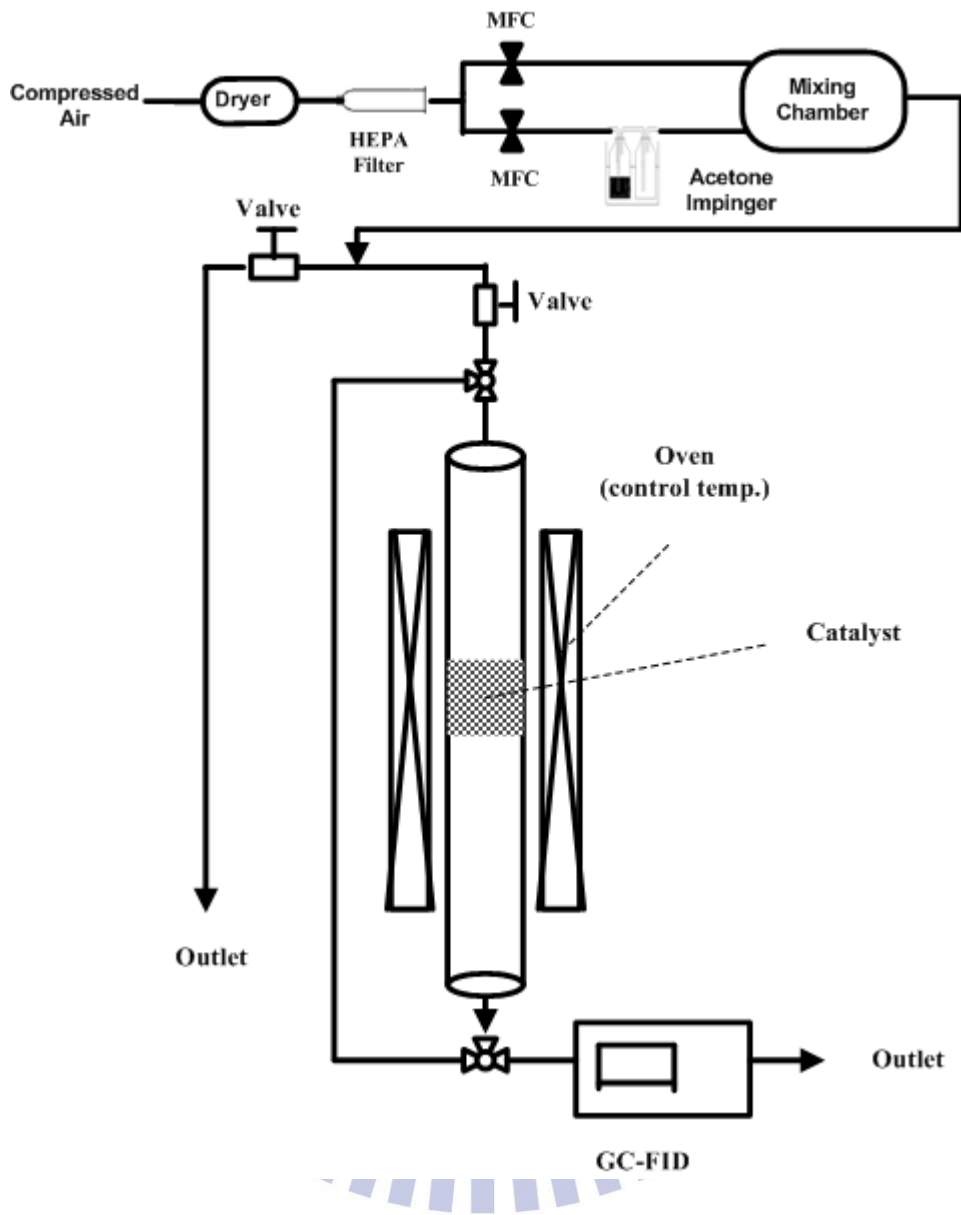 MFC
Compressed
Air
Dryer
HEPA
Filter
MFC
Mixing
Chamber
Acetone
Impinger
Valve
Valve
Oven
(control temp.)
Catalyst
Outlet
Outlet
GC-FID